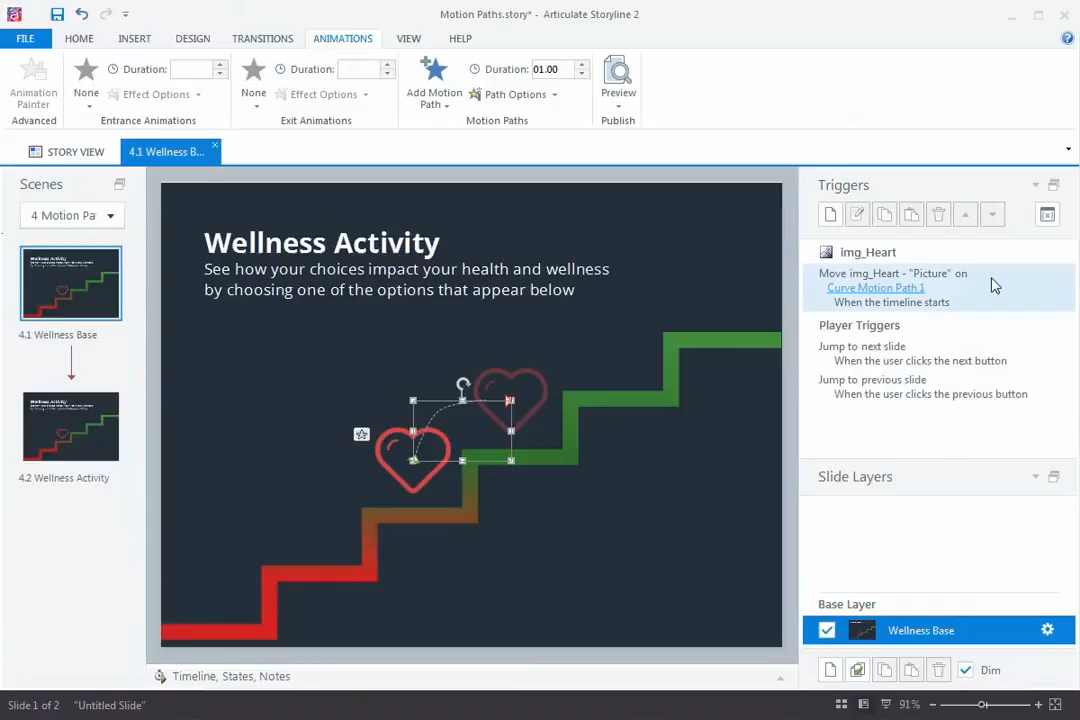 Motion Paths.story* - Articulate Storyline 2
FILE
HOME
INSERT
DESIGN
TRANSITIONS
ANIMATIONS
VIEW
HELP
Animation
Painter
Advanced
None
Duration:
Effect Options
Entrance Animations
None
Duration:
Effect Options
Exit Animations
Add Motion
Path
Duration: 01.00
Path Options
Motion Paths
Preview
Publish
STORY VIEW
4.1 Wellness B...
Scenes
4 Motion Pa
4.1 Wellness Base
4.2 Wellness Activity
Wellness Activity
See how your choices impact your health and wellness
by choosing one of the options that appear below
Triggers
img_Heart
Move img_Heart - "Picture" on
Curve Motion Path 1
When the timeline starts
Player Triggers
Jump to next slide
When the user clicks the next button
Jump to previous slide
When the user clicks the previous button
Slide Layers
Base Layer
Wellness Base
Dim
Timeline, States, Notes
Slide 1 of 2
"Untitled Slide"
91%